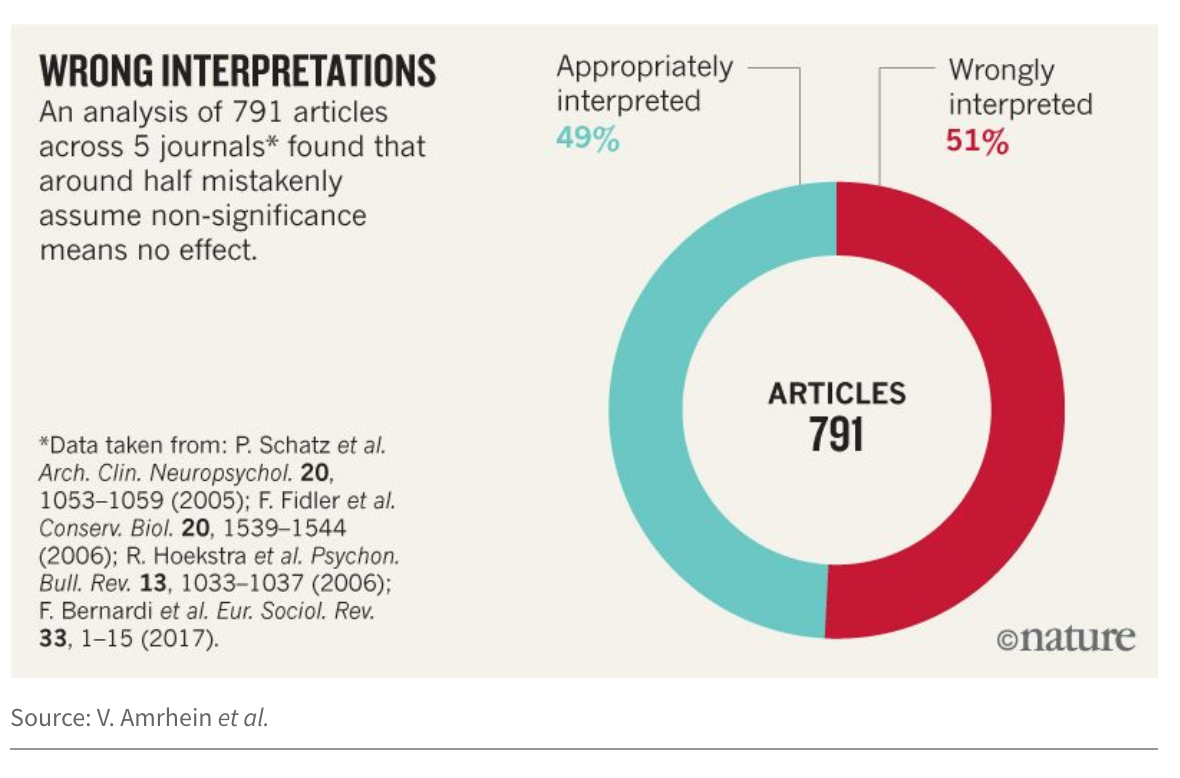 WRONG INTERPRETATIONS
An analysis of 791 articles
across 5 journals* found that
around half mistakenly
assume non-significance
means no effect.
Appropriately
interpreted
49%
Wrongly
interpreted
51%
ARTICLES
791
*Data taken from: P. Schatz et al.
Arch. Clin. Neuropsychol. 20,
1053–1059 (2005); F. Fidler et al.
Conserv. Biol. 20, 1539–1544
(2006); R. Hoekstra et al. Psychon.
Bull. Rev. 13, 1033–1037 (2006);
F. Bernardi et al. Eur. Sociol. Rev.
33, 1–15 (2017).
©nature
Source: V. Amrhein et al.